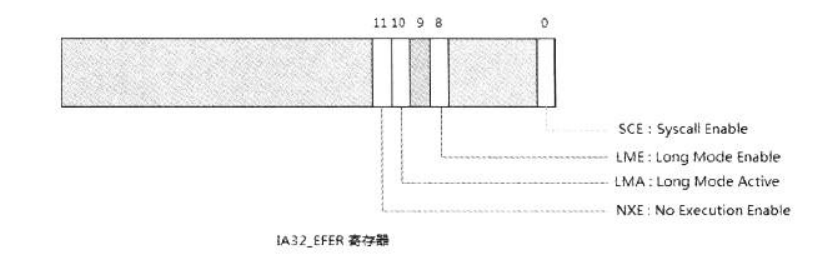 11 10 9 8 0
SCE : Syscall Enable
LME : Long Mode Enable
LMA : Long Mode Active
NXE : No Execution Enable
IA32_EFER 寄存器